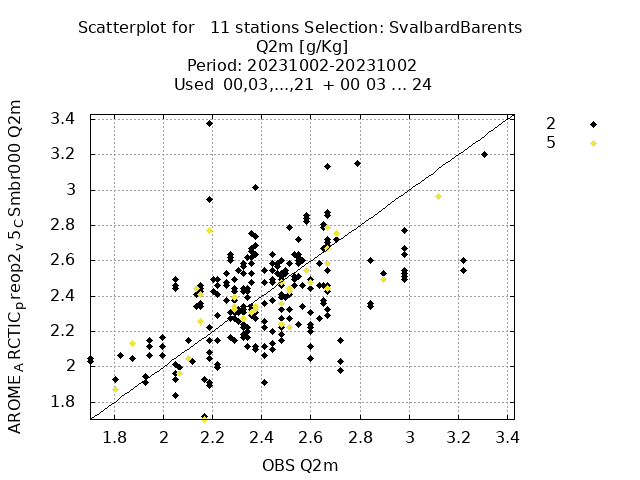 Scatterplot for 11 stations Selection: SvalbardBarents
Q2m [g/Kg]
Period: 20231002-20231002
Used 00,03,...,21 + 00 03 ... 24
AROME_ARCTIC_preop2_v5_CSmbr000 Q2m
3.4
3.2
3
2.8
2.6
2.4
2.2
2
1.8
1.8 2 2.2 2.4 2.6 2.8 3 3.2 3.4
OBS Q2m
2
5